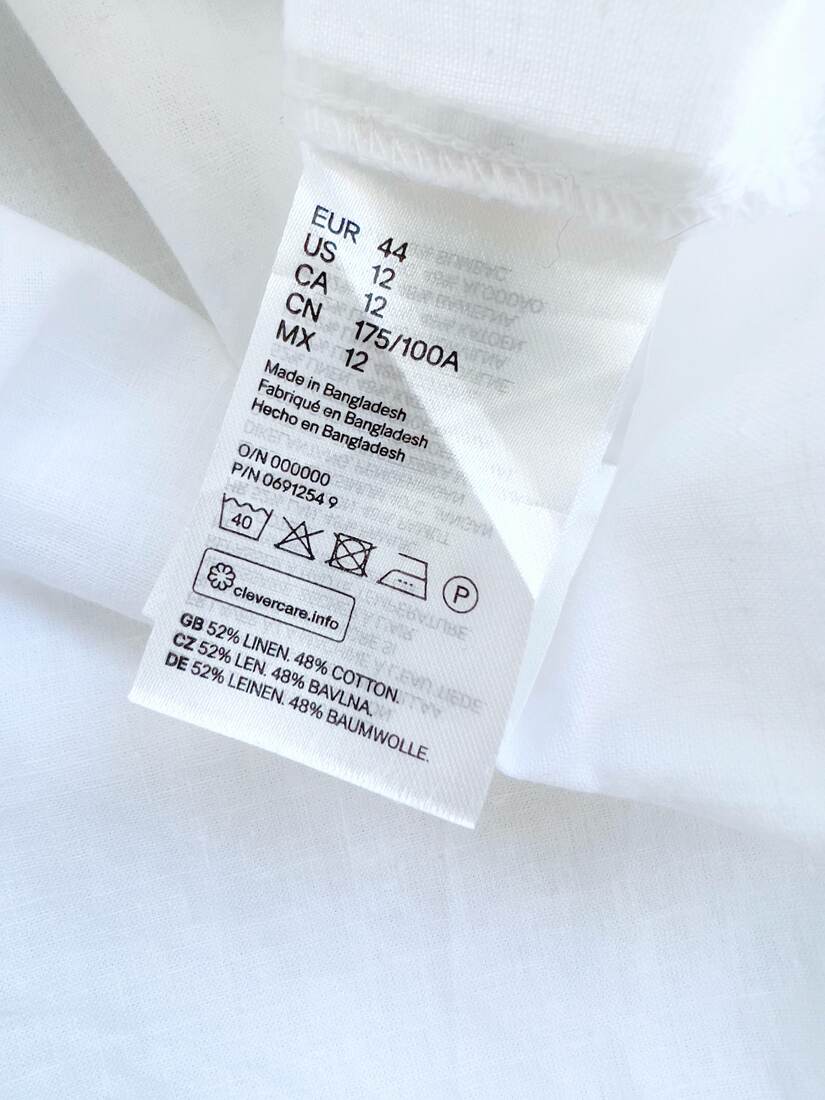 EUR 44
US 12
CA 12
CN 175/100A
MX 12
Made in Bangladesh
Fabriqué en Bangladesh
Hecho en Bangladesh
O/N 000000
P/N 0691254 9
40
P
clevercare.info
GB 52% LINEN. 48% COTTON.
CZ 52% LEN. 48% BAVLNA.
DE 52% LEINEN. 48% BAUMWOLLE.